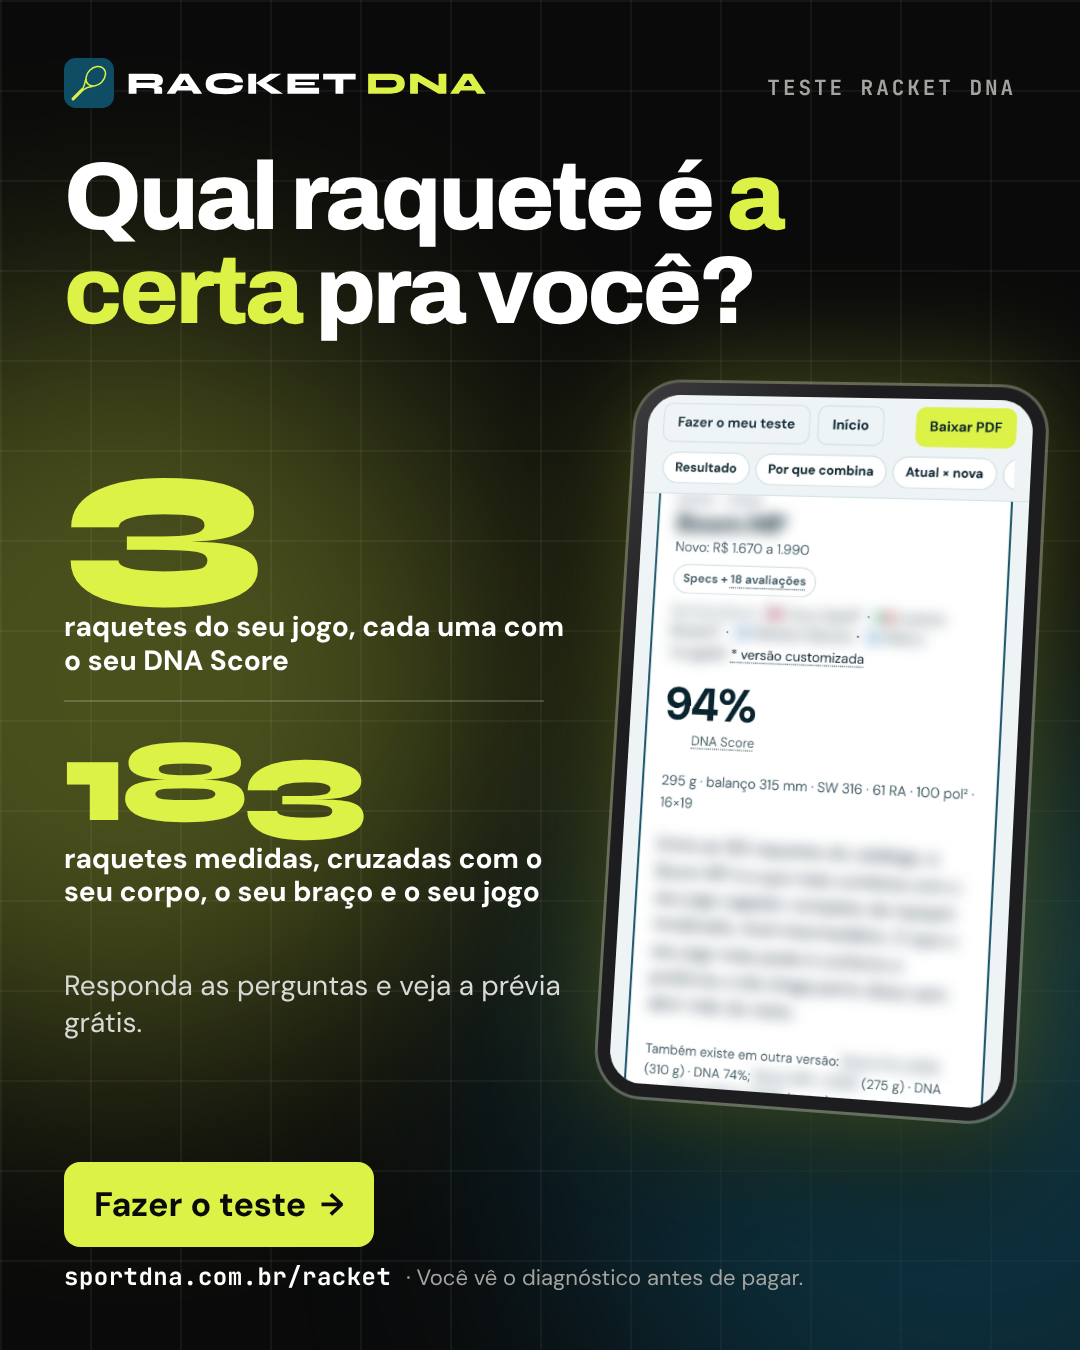 RACKET DNA
TESTE RACKET DNA
Qual raquete é a
certa pra você?
3
raquetes do seu jogo, cada uma com
o seu DNA Score
183
raquetes medidas, cruzadas com o
seu corpo, o seu braço e o seu jogo
Responda as perguntas e veja a prévia
grátis.
Fazer o teste →
sportdna.com.br/racket · Você vê o diagnóstico antes de pagar.
Fazer o meu teste
Início
Baixar PDF
Resultado
Por que combina
Atual × nova
Novo: R$ 1.670 a 1.990
Specs + 18 avaliações
* versão customizada
94%
DNA Score
295 g · balanço 315 mm · SW 316 · 61 RA · 100 pol² ·
16×19
Também existe em outra versão:
(310 g) · DNA 74%; (275 g) · DNA